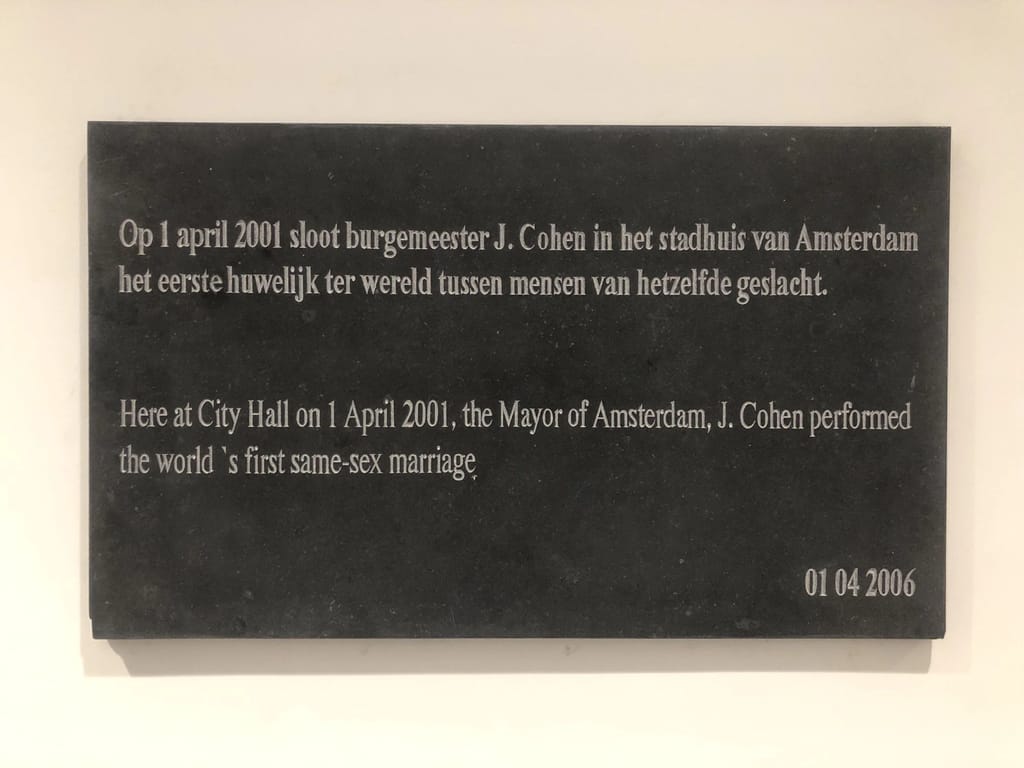 Op 1 april 2001 sloot burgemeester J. Cohen in het stadhuis van Amsterdam
het eerste huwelijk ter wereld tussen mensen van hetzelfde geslacht.
Here at City Hall on 1 April 2001, the Mayor of Amsterdam, J. Cohen performed
the world `s first same-sex marriage.
01 04 2006